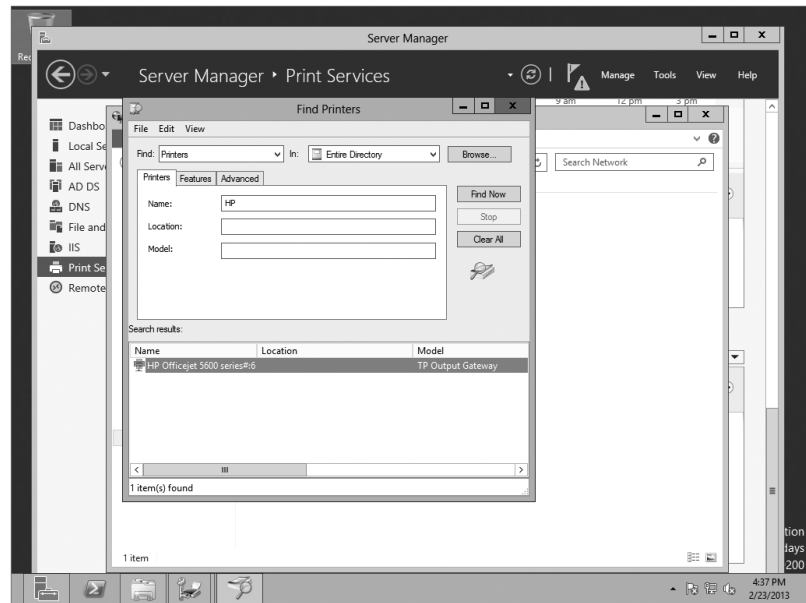 Rec
Server Manager
Server Manager • Print Services
Manage Tools View Help
9 am 12 pm 3 pm
Dashbo
Local Se
All Serv
AD DS
DNS
File and
IIS
Print Se
Remote
Find Printers
File Edit View
Find: Printers In: Entire Directory Browse...
Printers Features Advanced
Name: HP
Location:
Model:
Find Now
Stop
Clear All
Search results:
Name Location Model
HP Officejet 5600 series#:6 TP Output Gateway
1 item(s) found
Search Network
1 item
tion
days
200
4:37 PM
2/23/2013